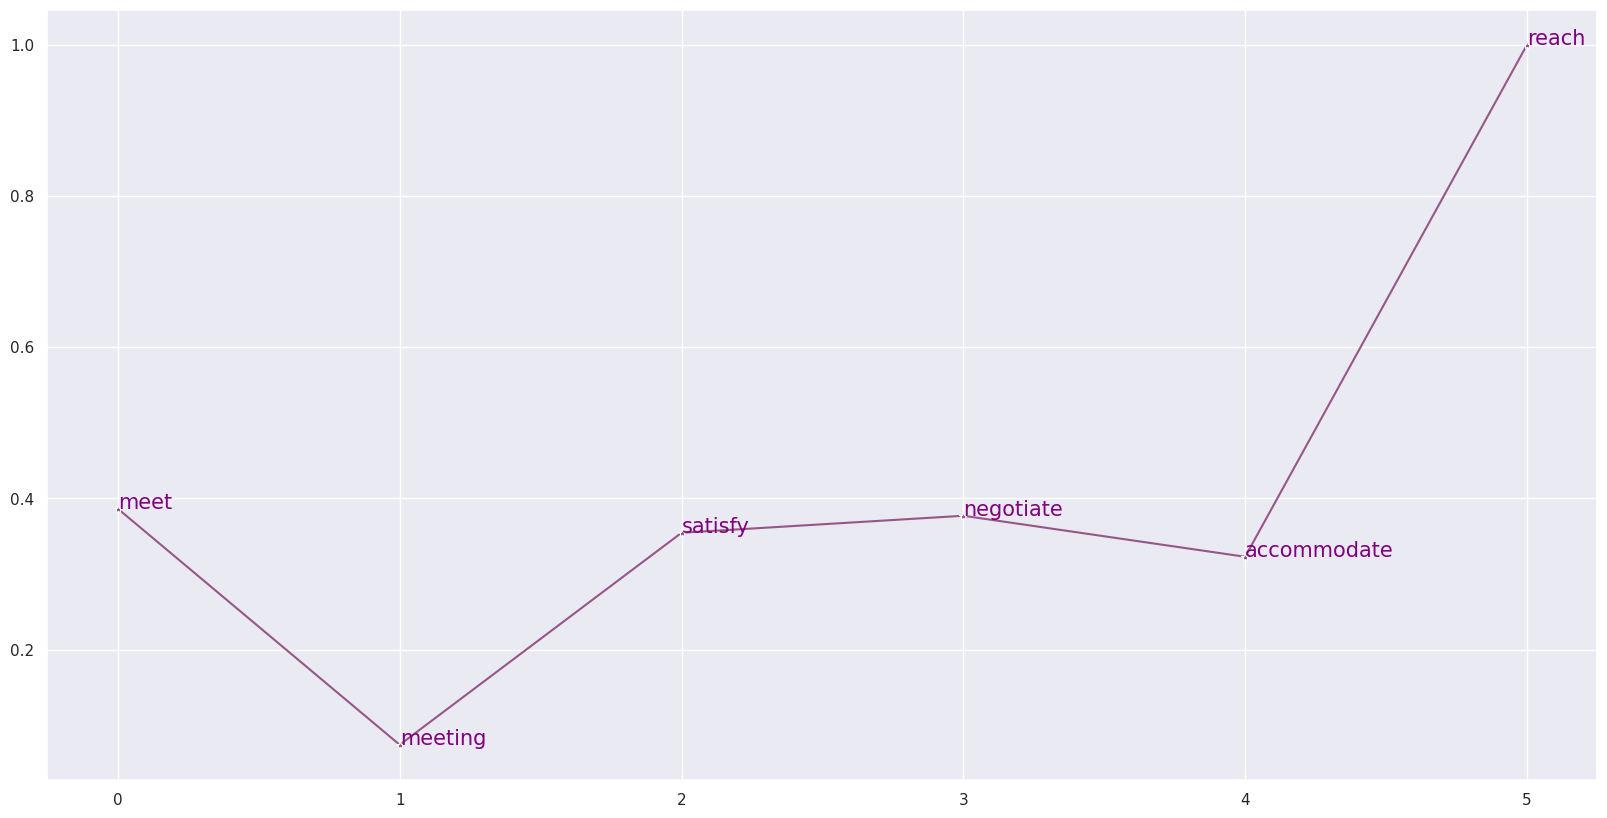 1.0
0.8
0.6
0.4
0.2
reach
meet
negotiate
satisfy
accommodate
meeting
0 1 2 3 4 5